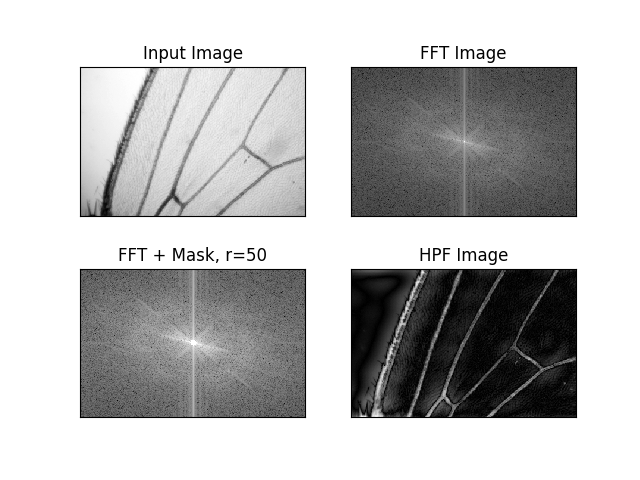 Input Image
FFT Image
FFT + Mask, r=50
HPF Image